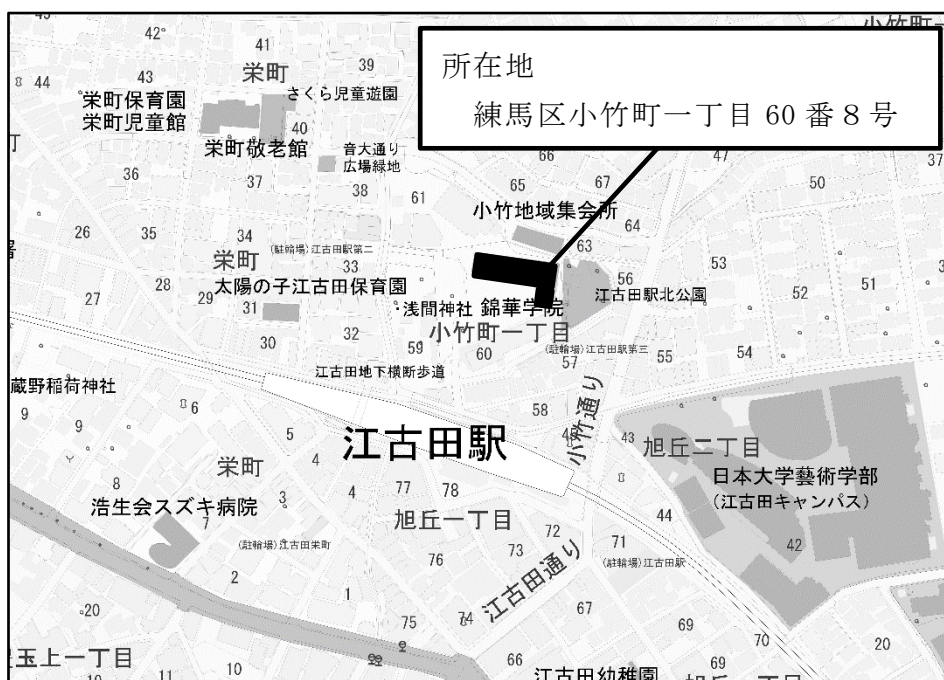 42
41
小竹町一
所在地
練馬区小竹町一丁目60番8号
44
43
栄町
39
栄町保育園
栄町児童館
さくら児童遊園
40
栄町敬老館
音大通り
広場緑地
66
47
37
36
37
38
61
65
67
50
小竹地域集会所
64
26
35
34
(駐輪場)江古田駅第二
63
栄町
33
53
56
太陽の子江古田保育園
28
27
29
31
・浅間神社
錦華学院
江古田駅北公園
52
51
小竹町一丁目
32
30
59
60
(駐輪場)江古田駅第三
57
55
54
江古田地下横断歩道
蔵野稲荷神社
9
9
6
5
58
小竹通り
43
旭丘二丁目
江古田駅
日本大学藝術学部
(江古田キャンパス)
栄町
4
8
3
4
77
78
44
浩生会スズキ病院
7
旭丘一丁目
72
71
42
(駐輪場)江古田栄町
76
73
(駐輪場)江古田駅
2
江古田通り
1
20
75
74
67
69
70
20
玉上一丁目
66
69
10
11
10
江古田幼稚園
旭丘一丁目